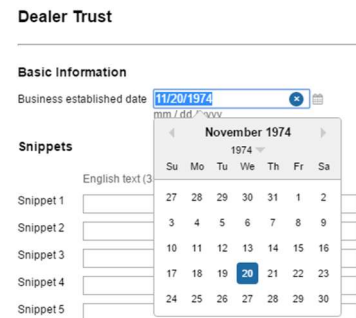 Dealer Trust
Basic Information
Business established date 11/20/1974
mm / dd
November 1974
1974
Su Mo Tu We Th Fr Sa
27 28 29 30 31 1 2
3 4 5 6 7 8 9
10 11 12 13 14 15 16
17 18 19 20 21 22 23
24 25 26 27 28 29 30
Snippets
English text (3
Snippet 1
Snippet 2
Snippet 3
Snippet 4
Snippet 5